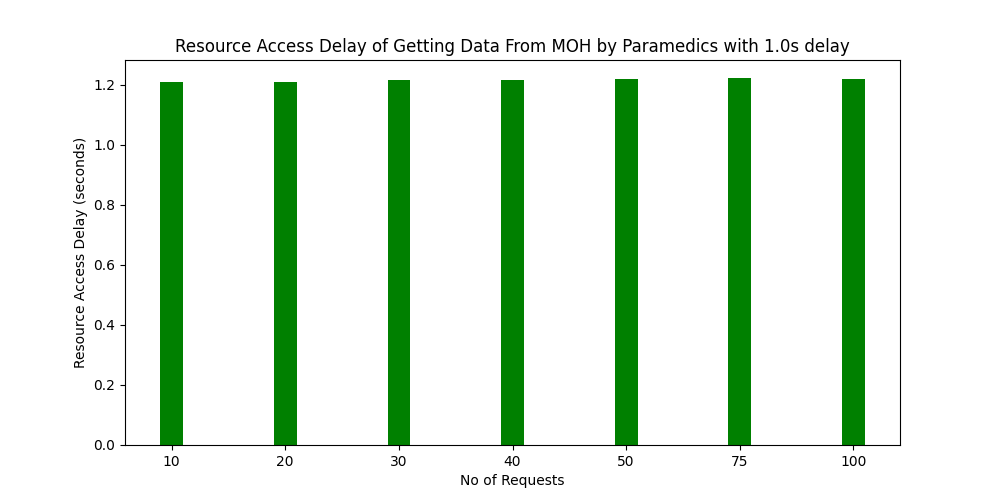 Resource Access Delay of Getting Data From MOH by Paramedics with 1.0s delay
Resource Access Delay (seconds)
1.2
1.0
0.8
0.6
0.4
0.2
0.0
10 20 30 40 50 75 100
No of Requests